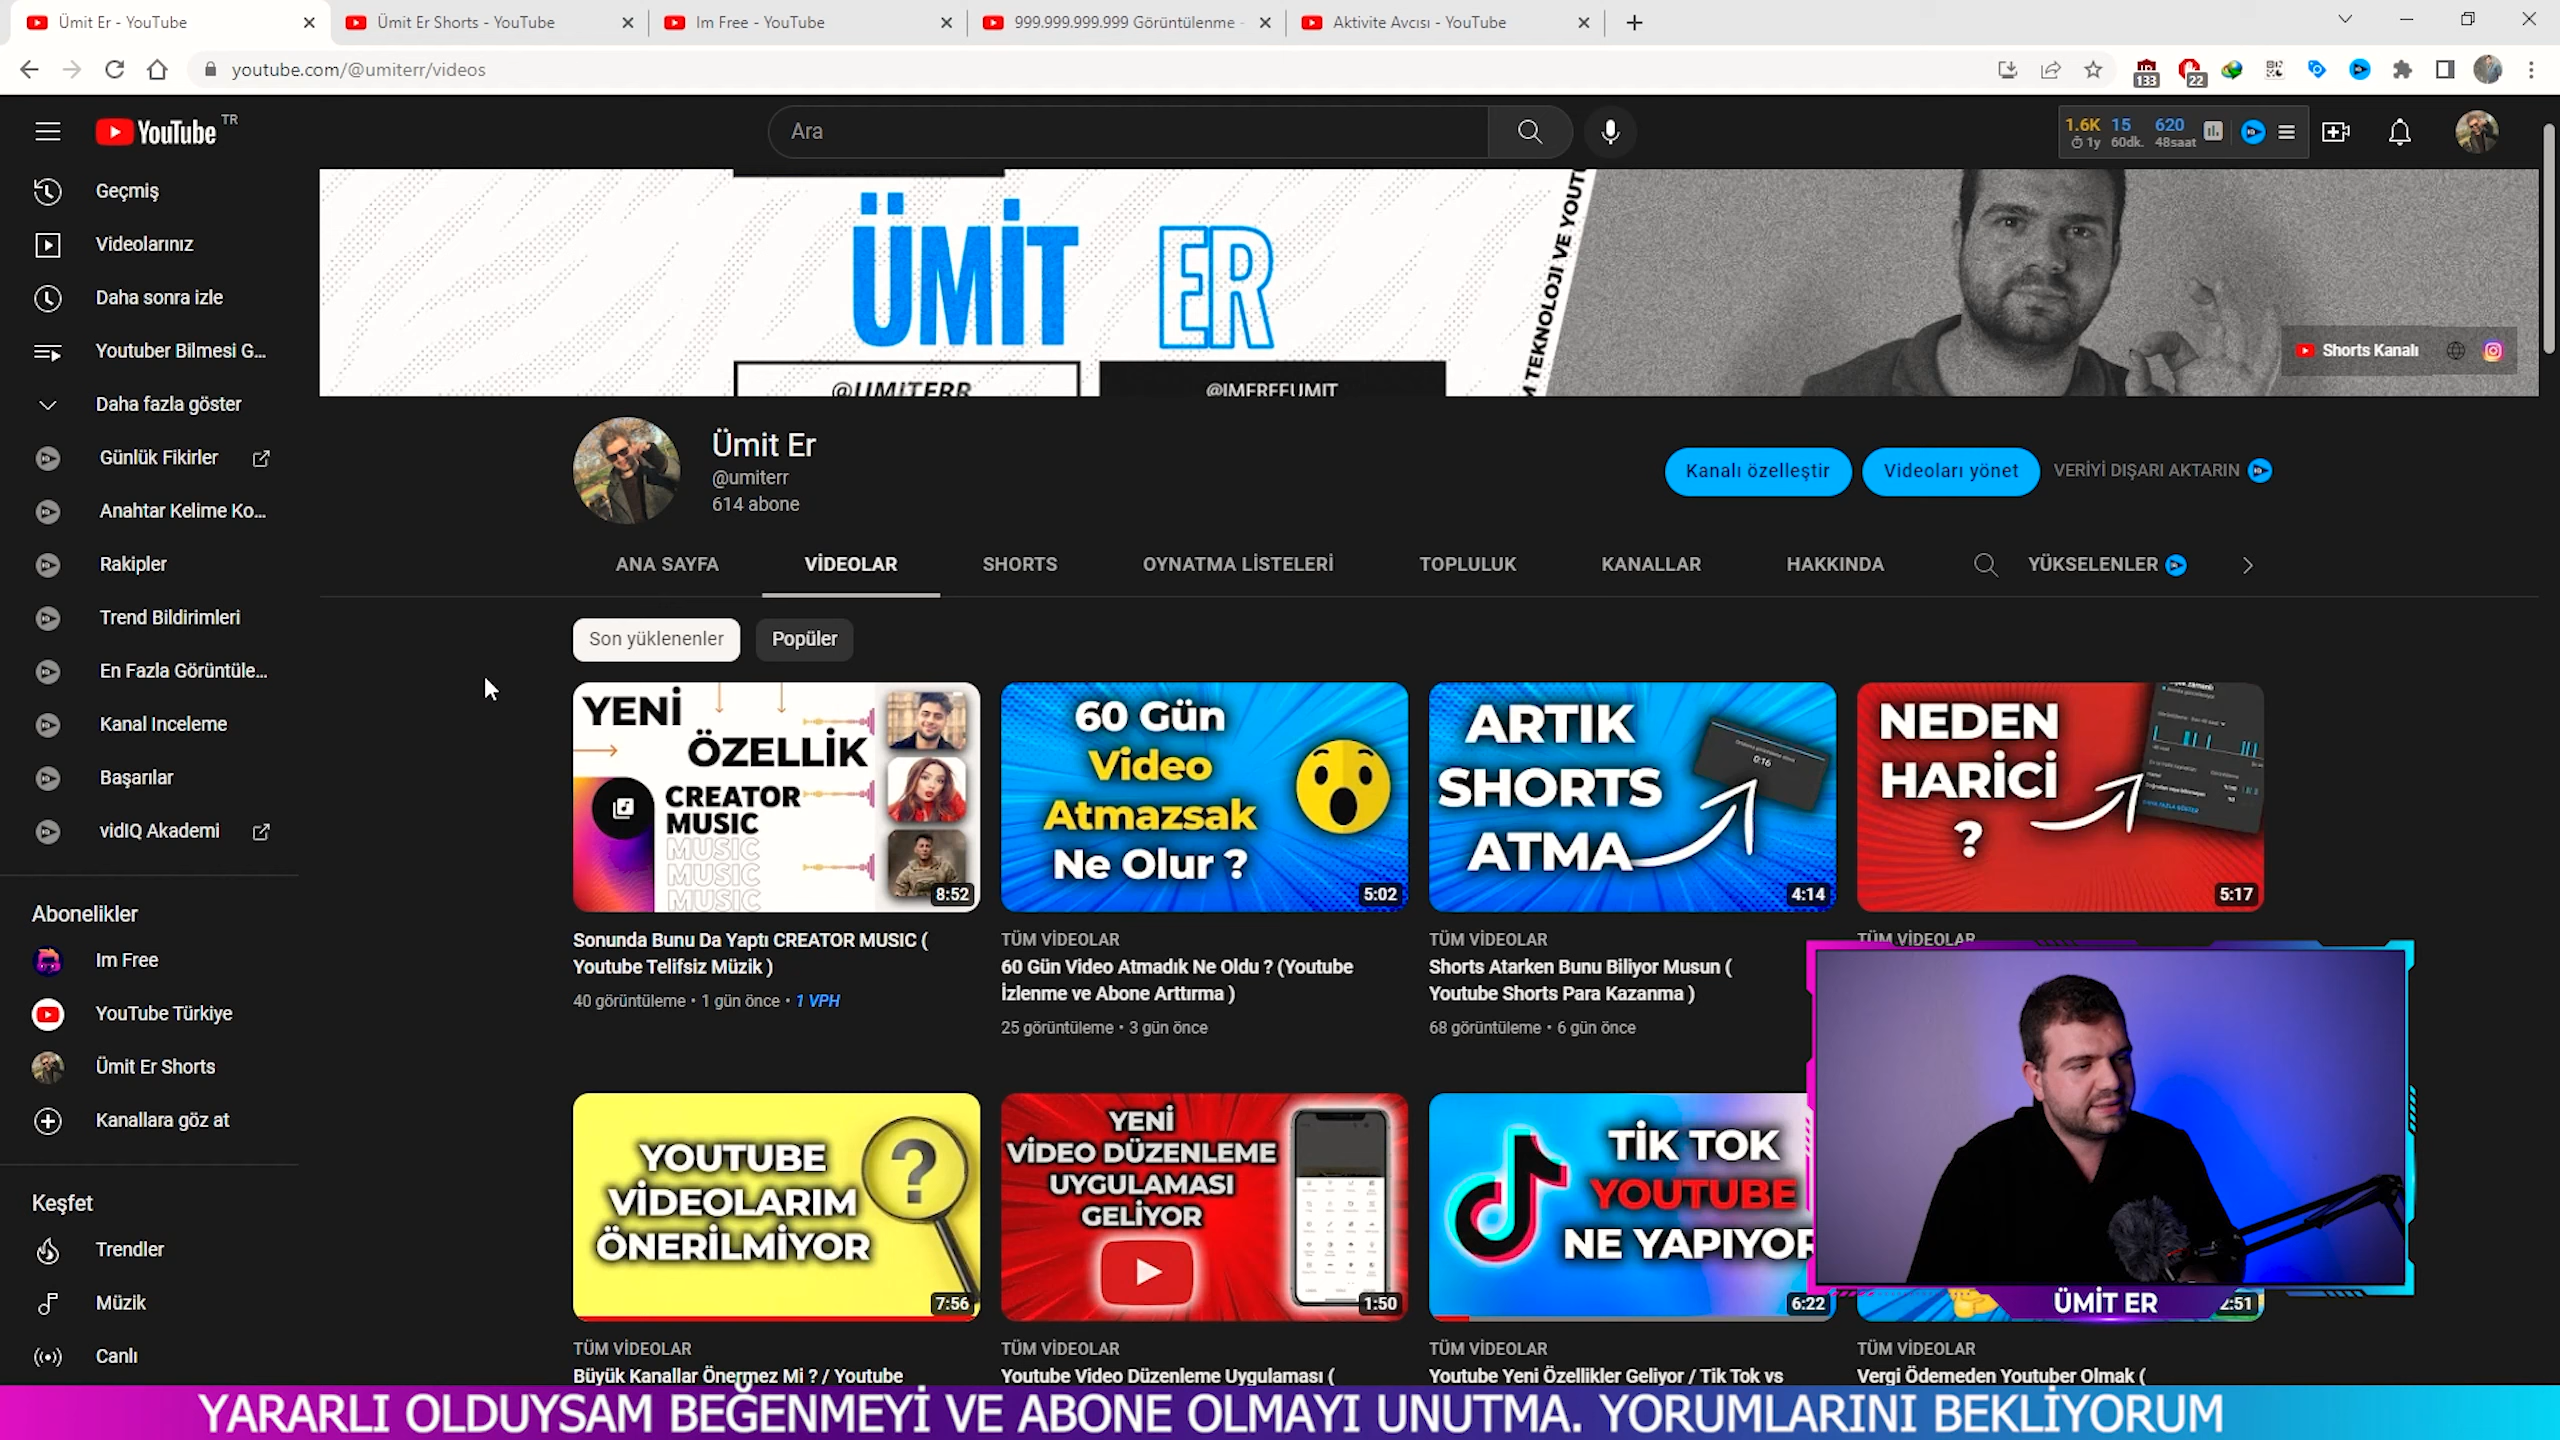 Ümit Er - YouTube
Ümit Er Shorts - YouTube
Im Free - YouTube
999.999.999.999 Görüntülenme -
Aktivite Avcısı - YouTube
youtube.com/@umiterr/videos
133
22
YouTube TR
Ara
1.6K 15 620
1y 60dk. 48saat
Geçmiş
Videolarınız
Daha sonra izle
Youtuber Bilmesi G...
Daha fazla göster
Günlük Fikirler
Anahtar Kelime Ko...
Rakipler
Trend Bildirimleri
En Fazla Görüntüle...
Kanal Inceleme
Başarılar
vidIQ Akademi
Abonelikler
Im Free
YouTube Türkiye
Ümit Er Shorts
Kanallara göz at
Keşfet
Trendler
Müzik
Canlı
ÜMİT ER
@UMITERR
@IMFREEUMIT
TEKNOLOJI VE YOUT
Shorts Kanalı
Ümit Er
@umiterr
614 abone
Kanalı özelleştir
Videoları yönet
VERİYİ DIŞARI AKTARIN
ANA SAYFA
VİDEOLAR
SHORTS
OYNATMA LİSTELERİ
TOPLULUK
KANALLAR
HAKKINDA
YÜKSELENLER
Son yüklenenler
Popüler
YENİ
ÖZELLİK
CREATOR
MUSIC
MUSIC
MUSIC
MUSIC
8:52
Sonunda Bunu Da Yaptı CREATOR MUSIC (
Youtube Telifsiz Müzik )
40 görüntüleme • 1 gün önce • 1 VPH
60 Gün
Video
Atmazsak
Ne Olur ?
5:02
TÜM VİDEOLAR
60 Gün Video Atmadık Ne Oldu ? (Youtube
İzlenme ve Abone Arttırma )
25 görüntüleme • 3 gün önce
ARTIK
SHORTS
ATMA
0:16
4:14
TÜM VİDEOLAR
Shorts Atarken Bunu Biliyor Musun (
Youtube Shorts Para Kazanma )
68 görüntüleme • 6 gün önce
NEDEN
HARİCİ
?
5:17
TÜM VİDEOLAR
YOUTUBE
VİDEOLARIM
ÖNERİLMİYOR
?
7:56
TÜM VİDEOLAR
Büyük Kanallar Önermez Mi ? / Youtube
YENİ
VİDEO DÜZENLEME
UYGULAMASI
GELİYOR
1:50
TÜM VİDEOLAR
Youtube Video Düzenleme Uygulaması (
TİK TOK
YOUTUBE
NE YAPIYOR
6:22
TÜM VİDEOLAR
Youtube Yeni Özellikler Geliyor / Tik Tok vs
ÜMİT ER
2:51
TÜM VİDEOLAR
Vergi Ödemeden Youtuber Olmak (
YARARLI OLDUYSAM BEĞENMEYİ VE ABONE OLMAYI UNUTMA. YORUMLARINI BEKLİYORUM